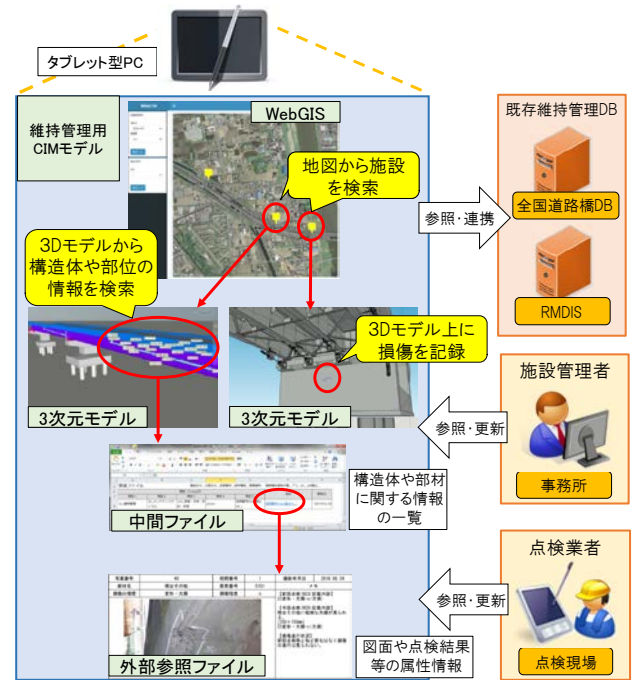 タブレット型PC
維持管理用
CIMモデル
WebGIS
地図から施設
を検索
3Dモデルから
構造体や部位の
情報を検索
3Dモデル上に
損傷を記録
3次元モデル
3次元モデル
中間ファイル
構造体や部材
に関する情報
の一覧
外部参照ファイル
図面や点検結果
等の属性情報
参照・連携
既存維持管理DB
全国道路橋DB
RMDIS
参照・更新
施設管理者
事務所
参照・更新
点検業者
点検現場